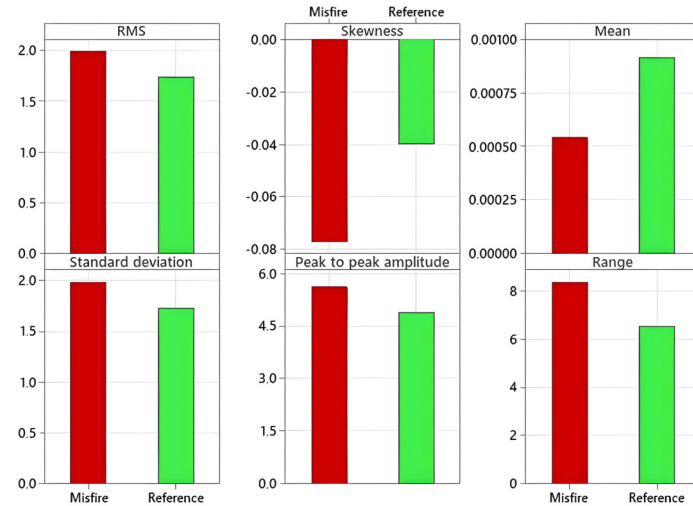 Misfire Reference
RMS Skewness Mean
2.0 0.00 0.00100
1.5 -0.02 0.00075
1.0 -0.04 0.00050
0.5 -0.06 0.00025
0.0 -0.08 0.00000
Standard deviation Peak to peak amplitude Range
2.0 6.0 8
1.5 4.5 6
1.0 3.0 4
0.5 1.5 2
0.0 0.0 0
Misfire Reference Misfire Reference